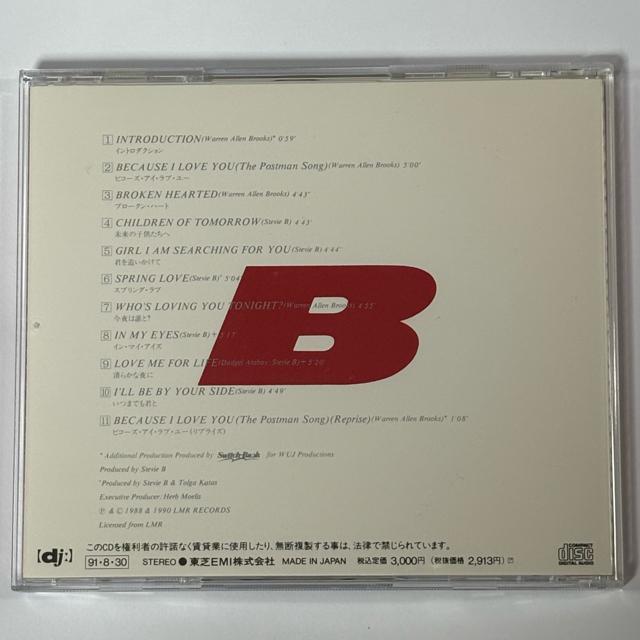 1 INTRODUCTION(Warren Allen Brooks)* 0'59"
イントロダクション
2 BECAUSE I LOVE YOU(The Postman Song)(Warren Allen Brooks) 5'00"
ビコーズ・アイ・ラブ・ユー
3 BROKEN HEARTED(Warren Allen Brooks) 4'43"
ブロークン・ハート
4 CHILDREN OF TOMORROW(Stevie B) 4'43"
未来の子供たちへ
5 GIRL I AM SEARCHING FOR YOU(Stevie B) 4'44"
君を追いかけて
6 SPRING LOVE(Stevie B)+ 5'04"
スプリング・ラブ
7 WHO'S LOVING YOU TONIGHT?(Warren Allen Brooks) 4'55"
今夜は誰と?
8 IN MY EYES(Stevie B)+ 5'17"
イン・マイ・アイズ
9 LOVE ME FOR LIFE(Dadgel Atabay: Stevie B)+ 5'20"
清らかな夜に
10 I'LL BE BY YOUR SIDE(Stevie B) 4'49"
いつまでも君と
11 BECAUSE I LOVE YOU(The Postman Song)(Reprise)(Warren Allen Brooks)* 1'08"
ビコーズ・アイ・ラブ・ユー(リプライズ)
B
* Additional Production Produced by for WUJ Productions
Produced by Stevie B
+Produced by Stevie B & Tolga Katas
Executive Producer: Herb Moelis
Ⓟ & © 1988 & 1990 LMR RECORDS
Licensed from LMR
【dj:】 このCDを権利者の許諾なく賃貸業に使用したり、無断複製する事は、法律で禁じられています。
COMPACT disc DIGITAL AUDIO
91・8・30 STEREO ● 東芝EMI株式会社 MADE IN JAPAN 税込定価 3,000円 (税抜価格 2,913円)